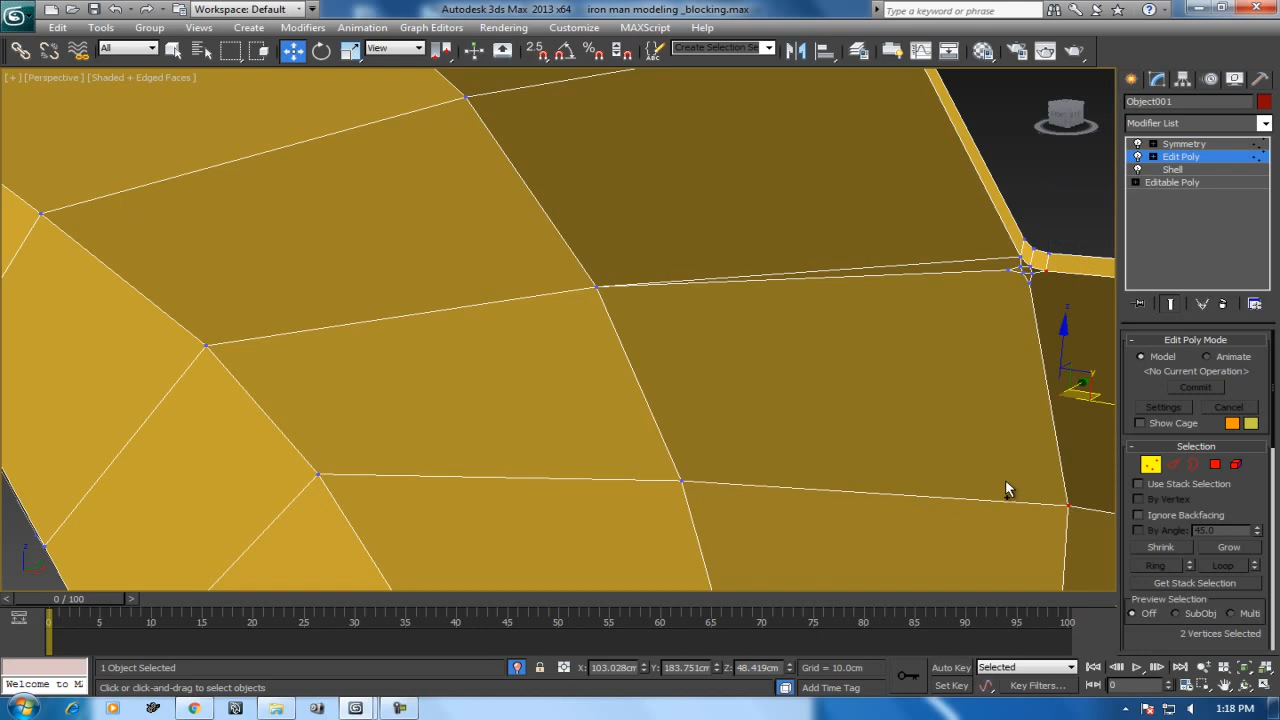 Workspace: Default
Autodesk 3ds Max 2013 x64
iron man modeling _blocking.max
Type a keyword or phrase
Edit Tools Group Views Create Modifiers Animation Graph Editors Rendering Customize MAXScript Help
All
View
2.5
Create Selection Se
[ + ] [Perspective ] [Shaded + Edged Faces ]
Object001
Modifier List
Symmetry
Edit Poly
Shell
Editable Poly
z
y
Edit Poly Mode
Model Animate
<No Current Operation>
Commit
Settings Cancel
Show Cage
Selection
Use Stack Selection
By Vertex
Ignore Backfacing
By Angle: 45.0
Shrink Grow
Ring Loop
Get Stack Selection
Preview Selection
Off SubObj Multi
2 Vertices Selected
z
0 / 100
0 5 10 15 20 25 30 35 40 45 50 55 60 65 70 75 80 85 90 95 100
1 Object Selected
X: 103.028cm Y: 183.751cm Z: 48.419cm Grid = 10.0cm
Auto Key Selected
Welcome to M
Click or click-and-drag to select objects
Add Time Tag
Set Key Key Filters...
0
1:18 PM